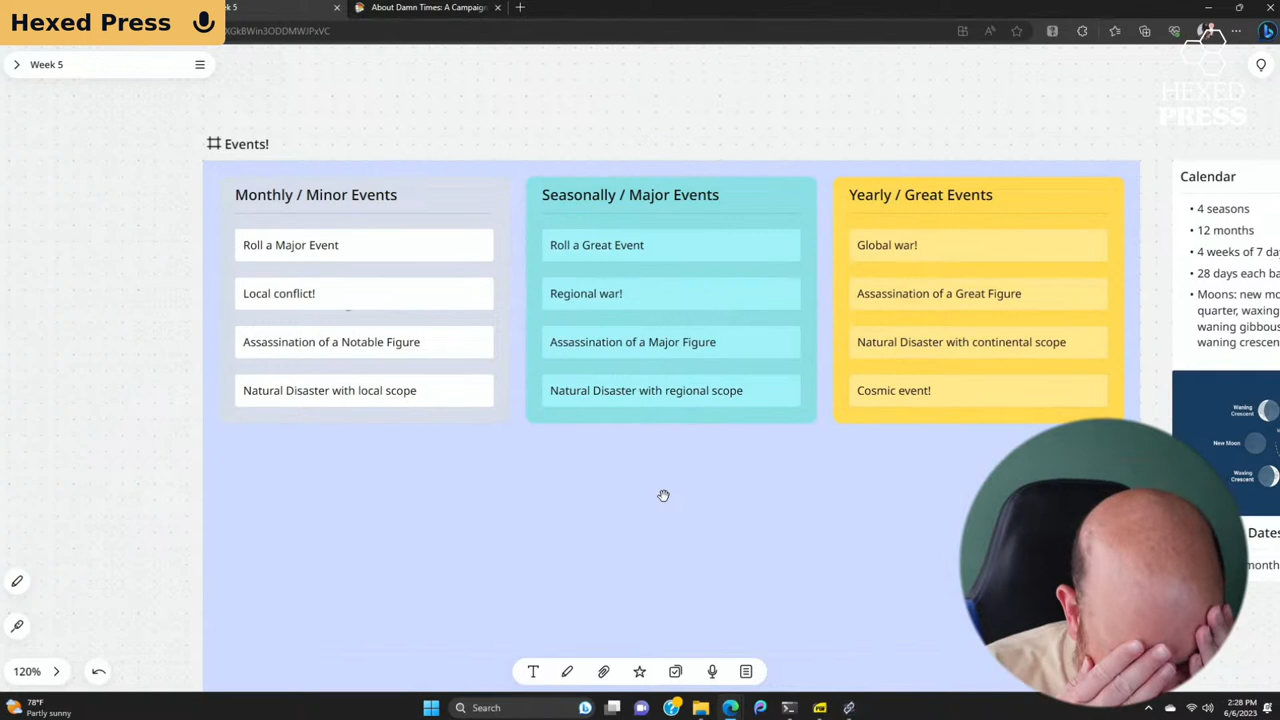 Hexed Press
k 5
About Damn Times: A Campaign
XGkBWin3ODDMWJPxVC
Week 5
HEXED
PRESS
Events!
Monthly / Minor Events
Roll a Major Event
Local conflict!
Assassination of a Notable Figure
Natural Disaster with local scope
Seasonally / Major Events
Roll a Great Event
Regional war!
Assassination of a Major Figure
Natural Disaster with regional scope
Yearly / Great Events
Global war!
Assassination of a Great Figure
Natural Disaster with continental scope
Cosmic event!
Calendar
• 4 seasons
• 12 months
• 4 weeks of 7 da
• 28 days each ba
• Moons: new mo
quarter, waxing
waning gibbous
waning crescen
Waning
Crescent
New Moon
Waxing
Crescent
Dates
month
120%
78°F
Partly sunny
Search
2:28 PM
6/6/2023